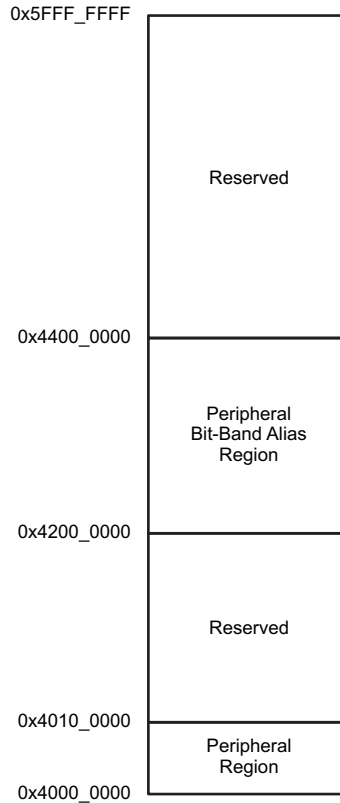 0x5FFF_FFFF
Reserved
0x4400_0000
Peripheral
Bit-Band Alias
Region
0x4200_0000
Reserved
0x4010_0000
Peripheral
Region
0x4000_0000